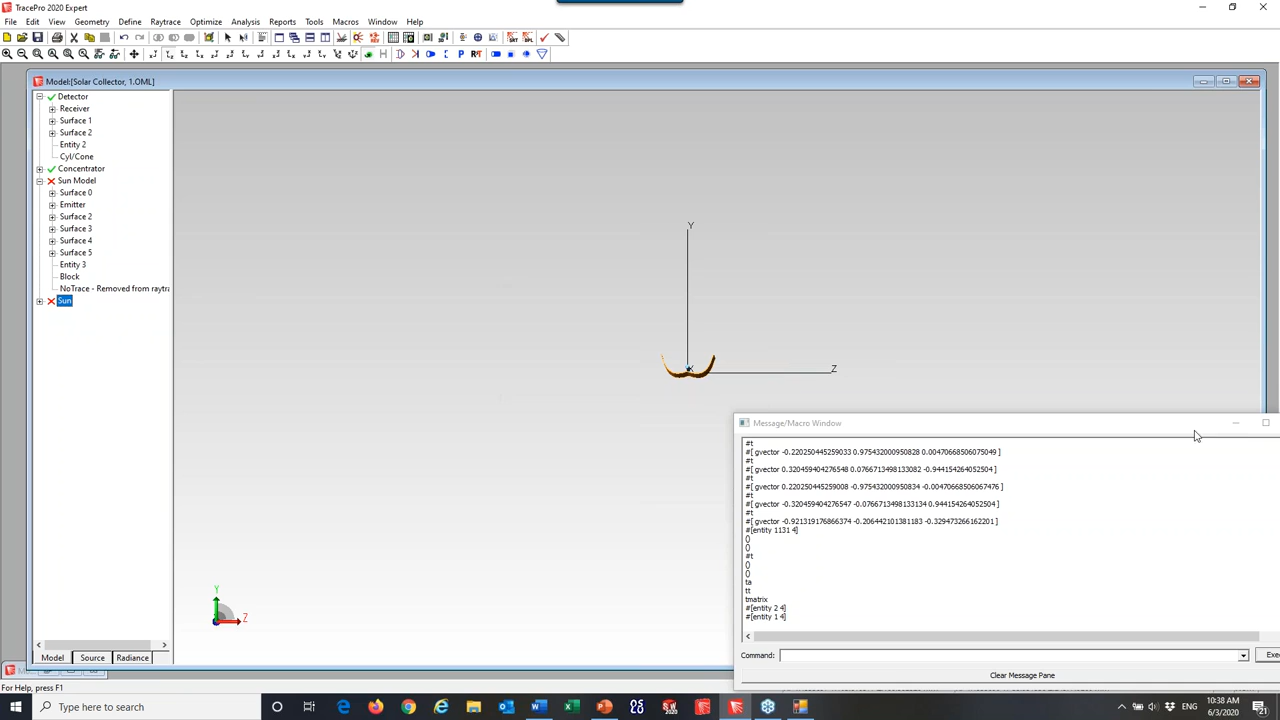 TracePro 2020 Expert
File Edit View Geometry Define Raytrace Optimize Analysis Reports Tools Macros Window Help
Model:[Solar Collector, 1.OML]
Detector
Receiver
Surface 1
Surface 2
Entity 2
Cyl/Cone
Concentrator
Sun Model
Surface 0
Emitter
Surface 2
Surface 3
Surface 4
Surface 5
Entity 3
Block
NoTrace - Removed from raytra
Sun
Y
X
Z
Message/Macro Window
#t
#[ gvector -0.220250445259033 0.975432000950828 0.00470668506075049 ]
#t
#[ gvector 0.320459404276548 0.0766713498133082 -0.944154264052504 ]
#t
#[ gvector 0.220250445259008 -0.975432000950834 -0.00470668506067476 ]
#t
#[ gvector -0.320459404276547 -0.0766713498133134 0.944154264052504 ]
#t
#[ gvector -0.921319176866374 -0.206442101381183 -0.329473266162201 ]
#[entity 1131 4]
()
()
#t
()
()
ta
tt
tmatrix
#[entity 2 4]
#[entity 1 4]
Command:
Exe
Clear Message Pane
Y
Z
Model Source Radiance
For Help, press F1
Type here to search
ENG
10:38 AM
6/3/2020